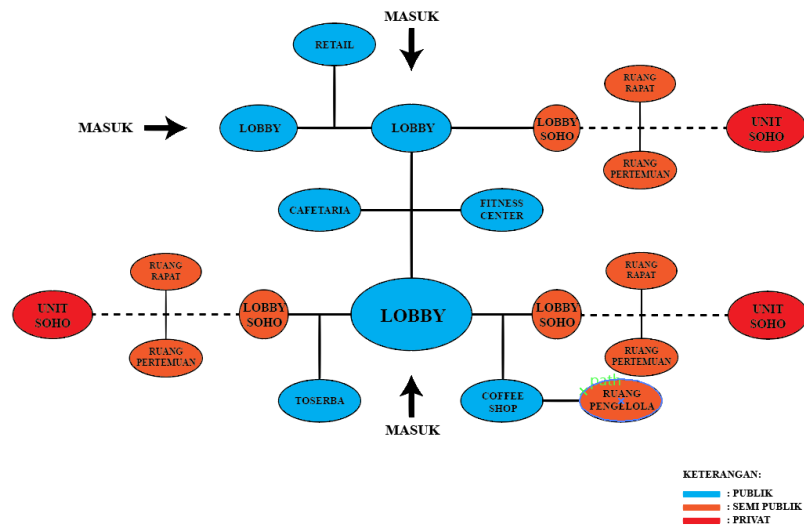 MASUK
RETAIL
MASUK
LOBBY
LOBBY
LOBBY
SOHO
RUANG
RAPAT
RUANG
PERTEMUAN
UNIT
SOHO
CAFETARIA
FITNESS
CENTER
UNIT
SOHO
RUANG
RAPAT
RUANG
PERTEMUAN
LOBBY
SOHO
LOBBY
LOBBY
SOHO
RUANG
RAPAT
RUANG
PERTEMUAN
UNIT
SOHO
TOSERBA
MASUK
COFFEE
SHOP
path
RUANG
PENGELOLA
KETERANGAN:
: PUBLIK
: SEMI PUBLIK
: PRIVAT